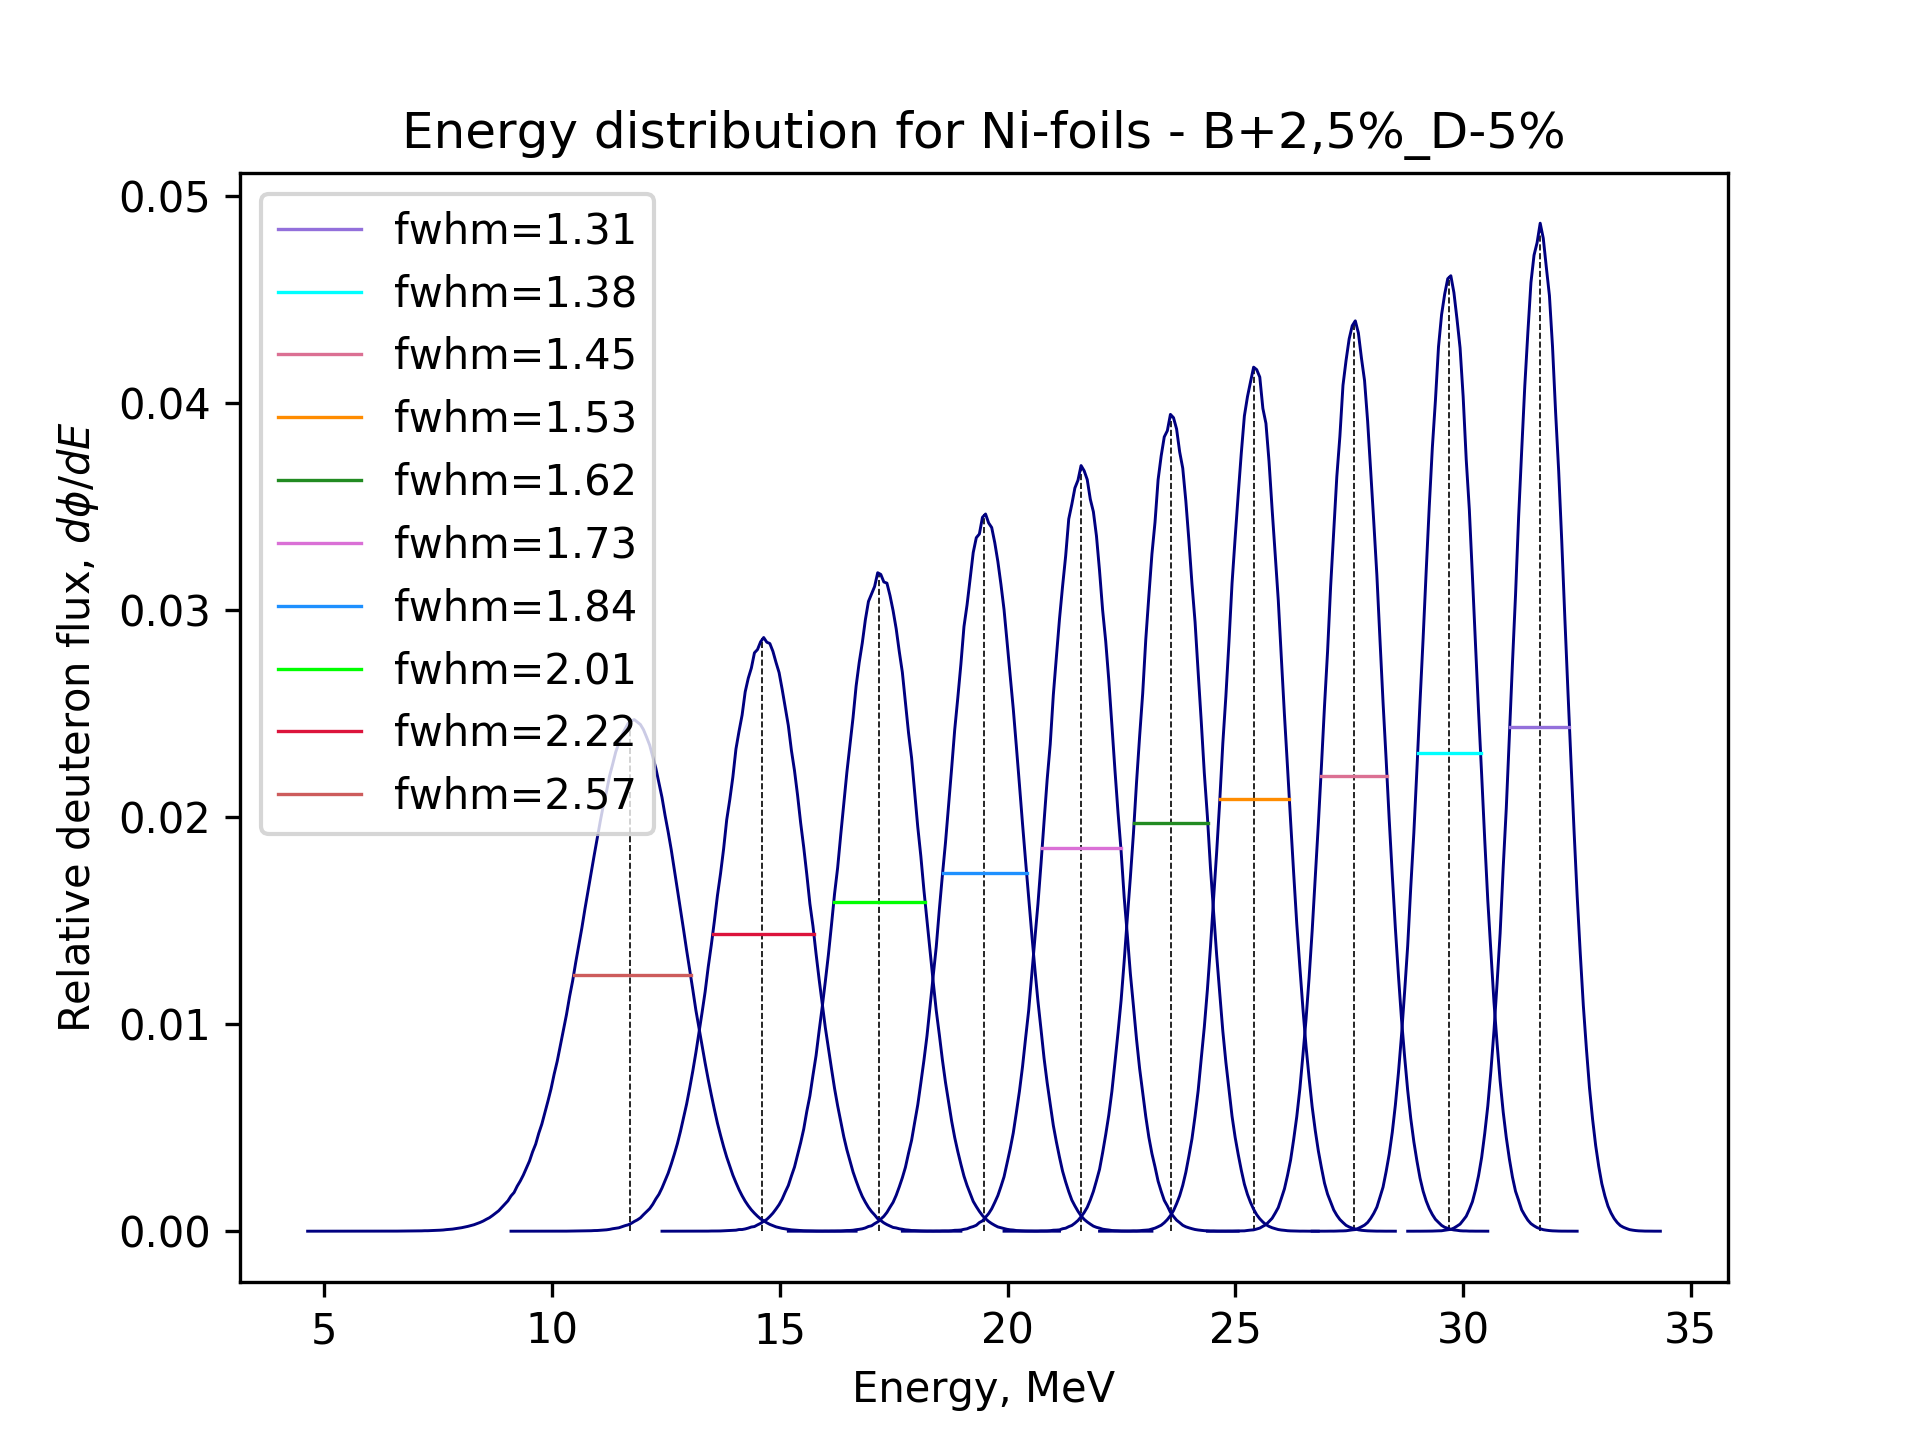 Energy distribution for Ni-foils - B+2,5%_D-5%
fwhm=1.31
fwhm=1.38
fwhm=1.45
fwhm=1.53
fwhm=1.62
fwhm=1.73
fwhm=1.84
fwhm=2.01
fwhm=2.22
fwhm=2.57
Relative deuteron flux, dϕ/dE
0.05
0.04
0.03
0.02
0.01
0.00
5 10 15 20 25 30 35
Energy, MeV